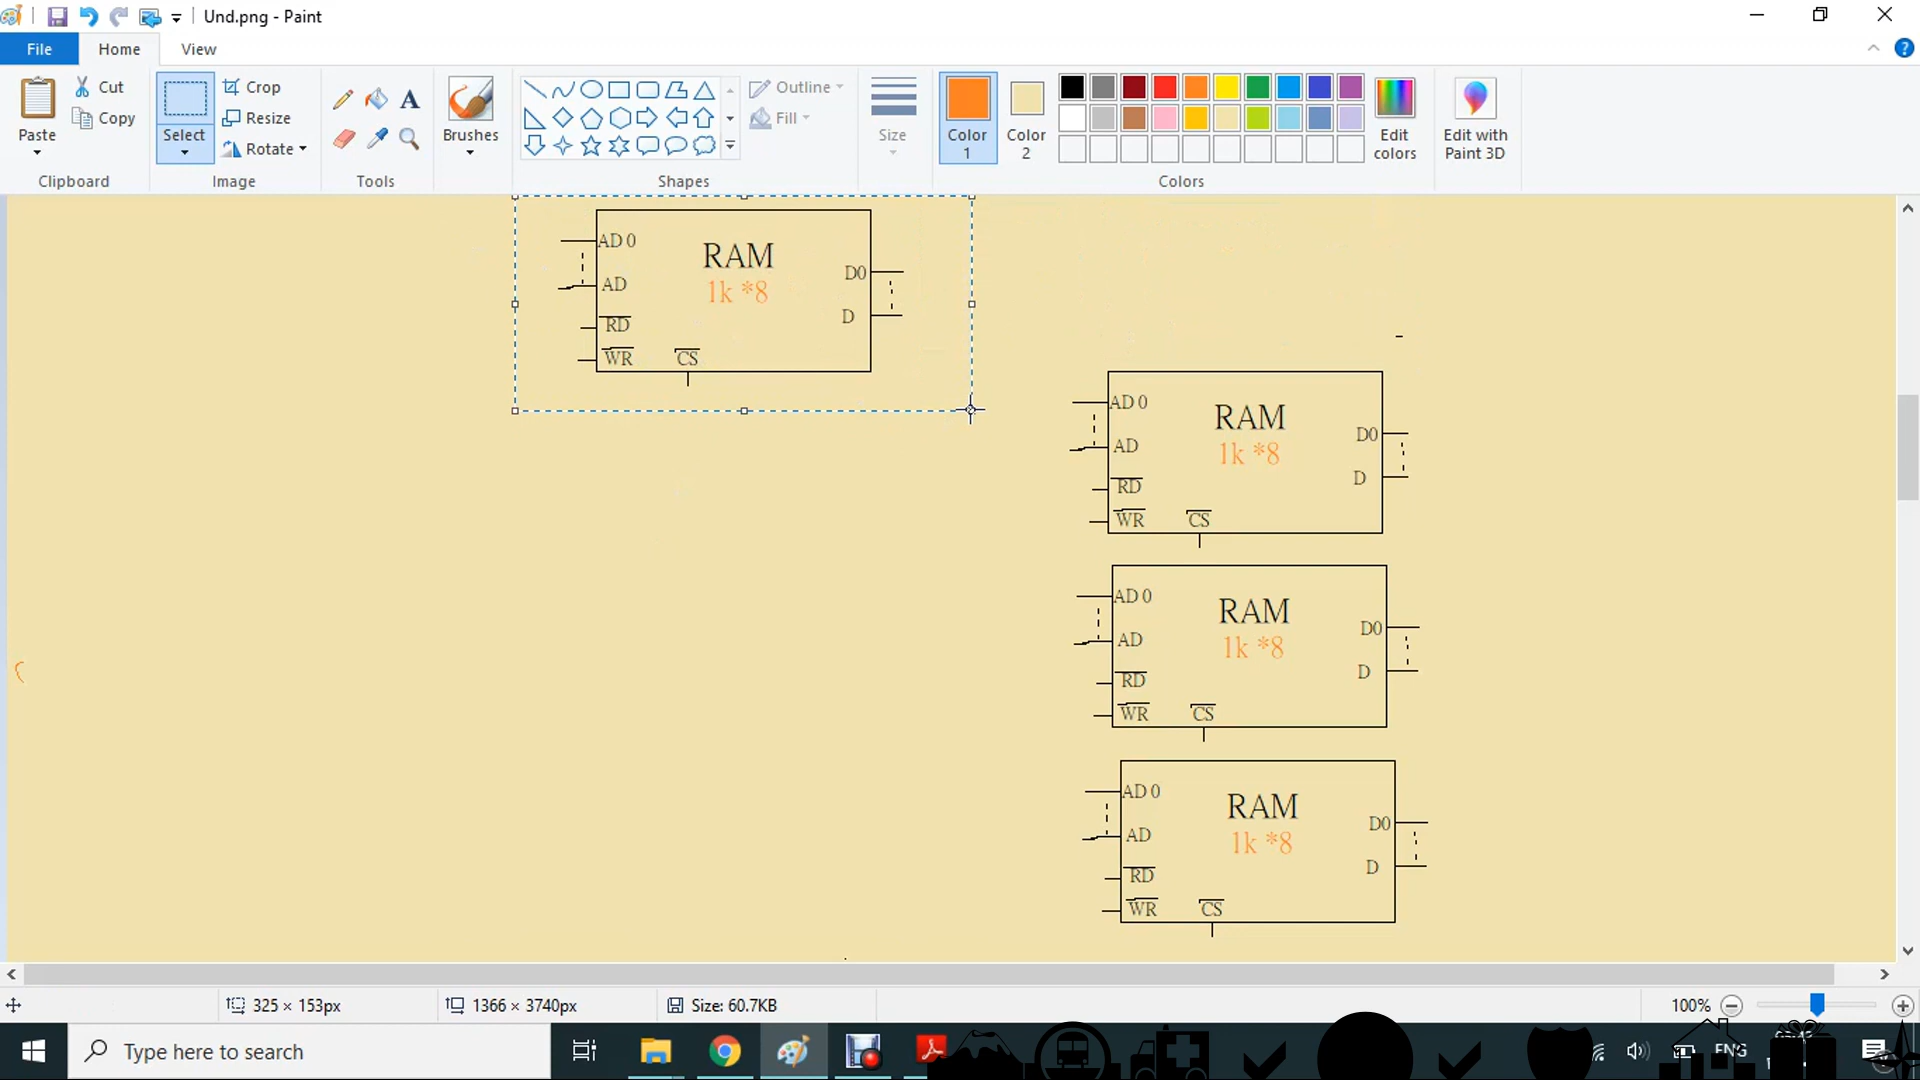 Und.png - Paint
File
Home
View
Paste
Cut
Copy
Clipboard
Select
Crop
Resize
Rotate
Image
A
Tools
Brushes
Outline
Fill
Shapes
Size
Color
1
Color
2
Edit
colors
Colors
Edit with
Paint 3D
AD 0
AD
RD
WR
CS
RAM
1k *8
D0
D
AD 0
AD
RD
WR
CS
RAM
1k *8
D0
D
AD 0
AD
RD
WR
CS
RAM
1k *8
D0
D
AD 0
AD
RD
WR
CS
RAM
1k *8
D0
D
325 × 153px
1366 × 3740px
Size: 60.7KB
100%
Type here to search
ENG